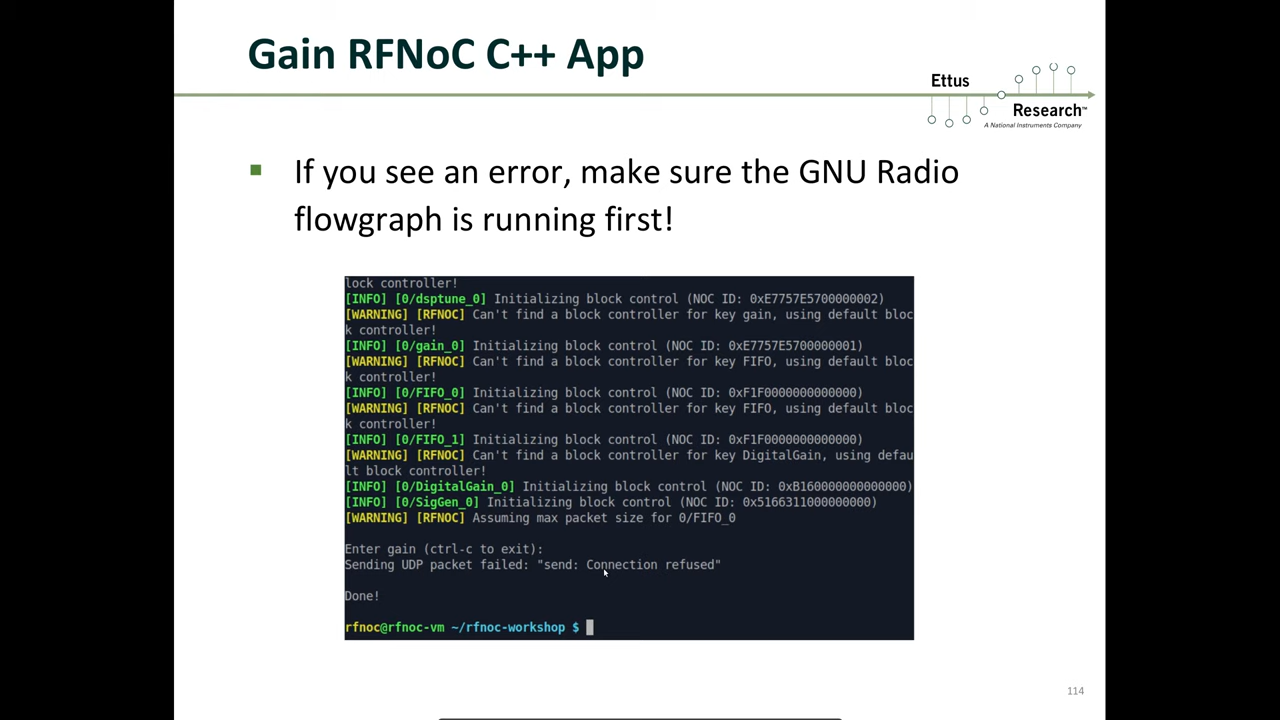 Gain RFNoC C++ App
Ettus
Research™
A National Instruments Company
If you see an error, make sure the GNU Radio
flowgraph is running first!
lock controller!
[INFO] [0/dsptune_0] Initializing block control (NOC ID: 0xE7757E5700000002)
[WARNING] [RFNOC] Can't find a block controller for key gain, using default bloc
k controller!
[INFO] [0/gain_0] Initializing block control (NOC ID: 0xE7757E5700000001)
[WARNING] [RFNOC] Can't find a block controller for key FIFO, using default bloc
k controller!
[INFO] [0/FIFO_0] Initializing block control (NOC ID: 0xF1F0000000000000)
[WARNING] [RFNOC] Can't find a block controller for key FIFO, using default bloc
k controller!
[INFO] [0/FIFO_1] Initializing block control (NOC ID: 0xF1F0000000000000)
[WARNING] [RFNOC] Can't find a block controller for key DigitalGain, using defau
lt block controller!
[INFO] [0/DigitalGain_0] Initializing block control (NOC ID: 0xB160000000000000)
[INFO] [0/SigGen_0] Initializing block control (NOC ID: 0x5166311000000000)
[WARNING] [RFNOC] Assuming max packet size for 0/FIFO_0
Enter gain (ctrl-c to exit):
Sending UDP packet failed: "send: Connection refused"
Done!
rfnoc@rfnoc-vm ~/rfnoc-workshop $
114